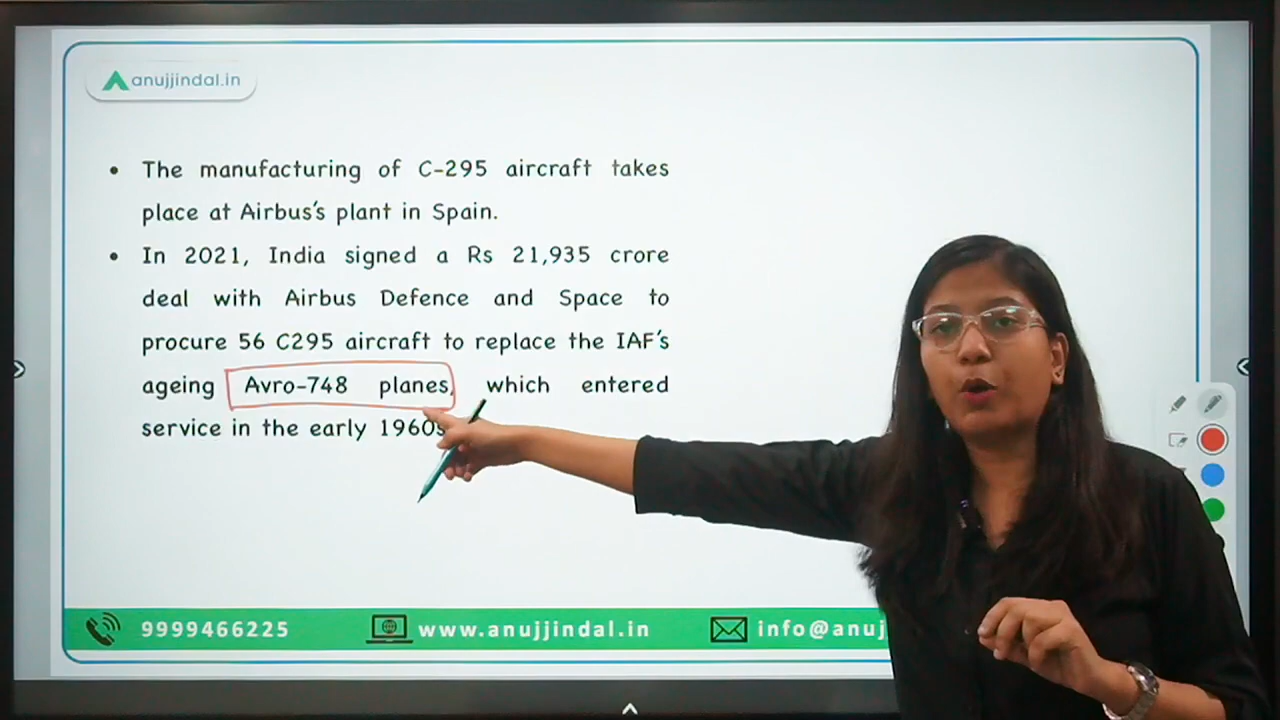 anujjindal.in
• The manufacturing of C-295 aircraft takes
place at Airbus's plant in Spain.
• In 2021, India signed a Rs 21,935 crore
deal with Airbus Defence and Space to
procure 56 C295 aircraft to replace the IAF's
ageing Avro-748 planes, which entered
service in the early 1960s
9999466225 www.anujjindal.in info@anuj